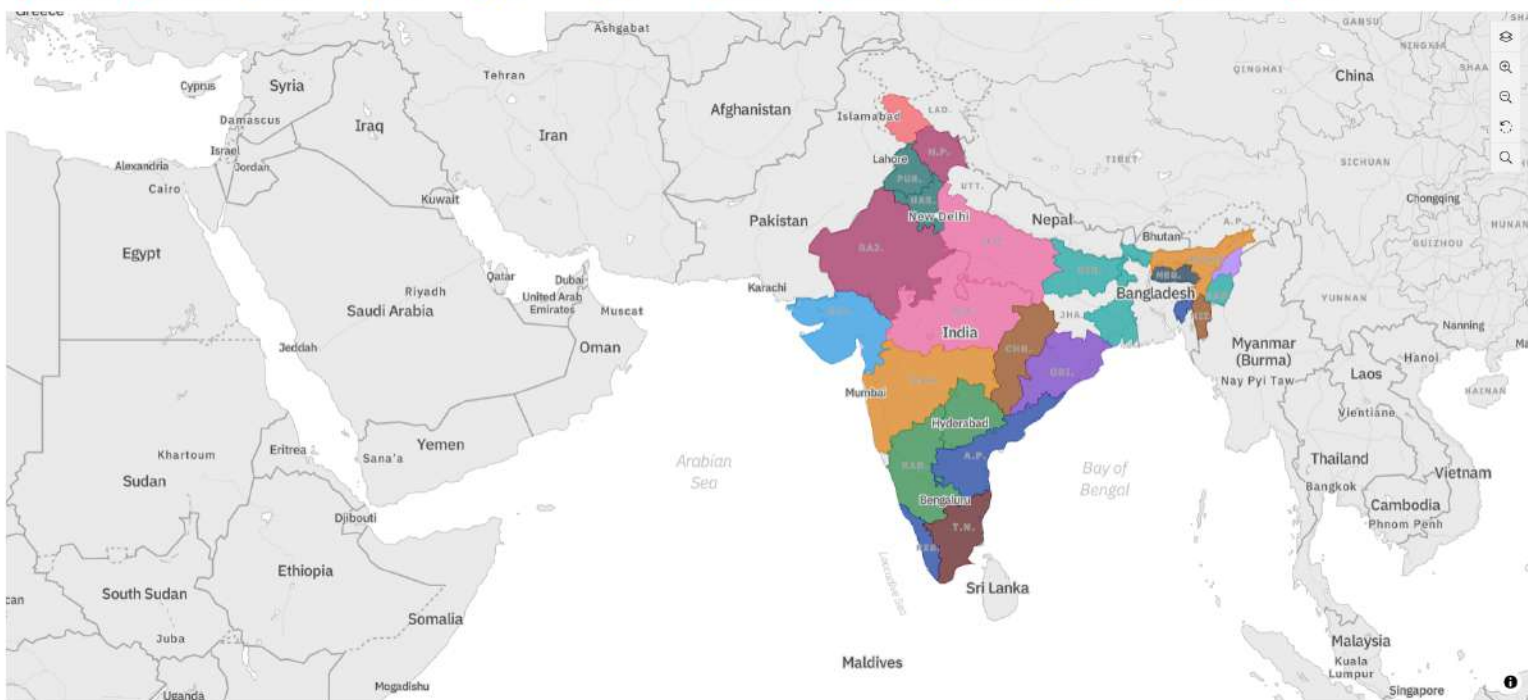 Greece
Ashgabat
GANSU
NINGXIA
Tehran
QINGHAI
China
Cyprus
Syria
Afghanistan
Islamabad
LAD.
Damascus
Iraq
Iran
H.P.
Israel
Lahore
TIBET
SICHUAN
Alexandria
Jordan
PUB.
UTT.
Cairo
Kuwait
HAR.
Chongqing
Pakistan
New Delhi
Nepal
A.P.
HUNAN
Bhutan
GUIZHOU
Egypt
RAJ.
Qatar
Dubai
Karachi
Bangladesh
Riyadh
United Arab
Emirates
YUNNAN
Saudi Arabia
Muscat
JHA.
Nanning
Jeddah
India
Oman
CHH.
Myanmar
(Burma)
Hanoi
Laos
ORI.
Nay Pyi Taw
Mumbai
HAINAN
Vientiane
Hyderabad
Yemen
Eritrea
Khartoum
Sana'a
Arabian
Sea
KAR.
A.P.
Bay of
Bengal
Thailand
Vietnam
Sudan
Bangkok
Bengaluru
Cambodia
Djibouti
T.N.
Phnom Penh
KER.
Laccadive Sea
Ethiopia
South Sudan
Sri Lanka
Somalia
Juba
Malaysia
Maldives
Kuala
Lumpur
Mogadishu
Uganda
Singapore